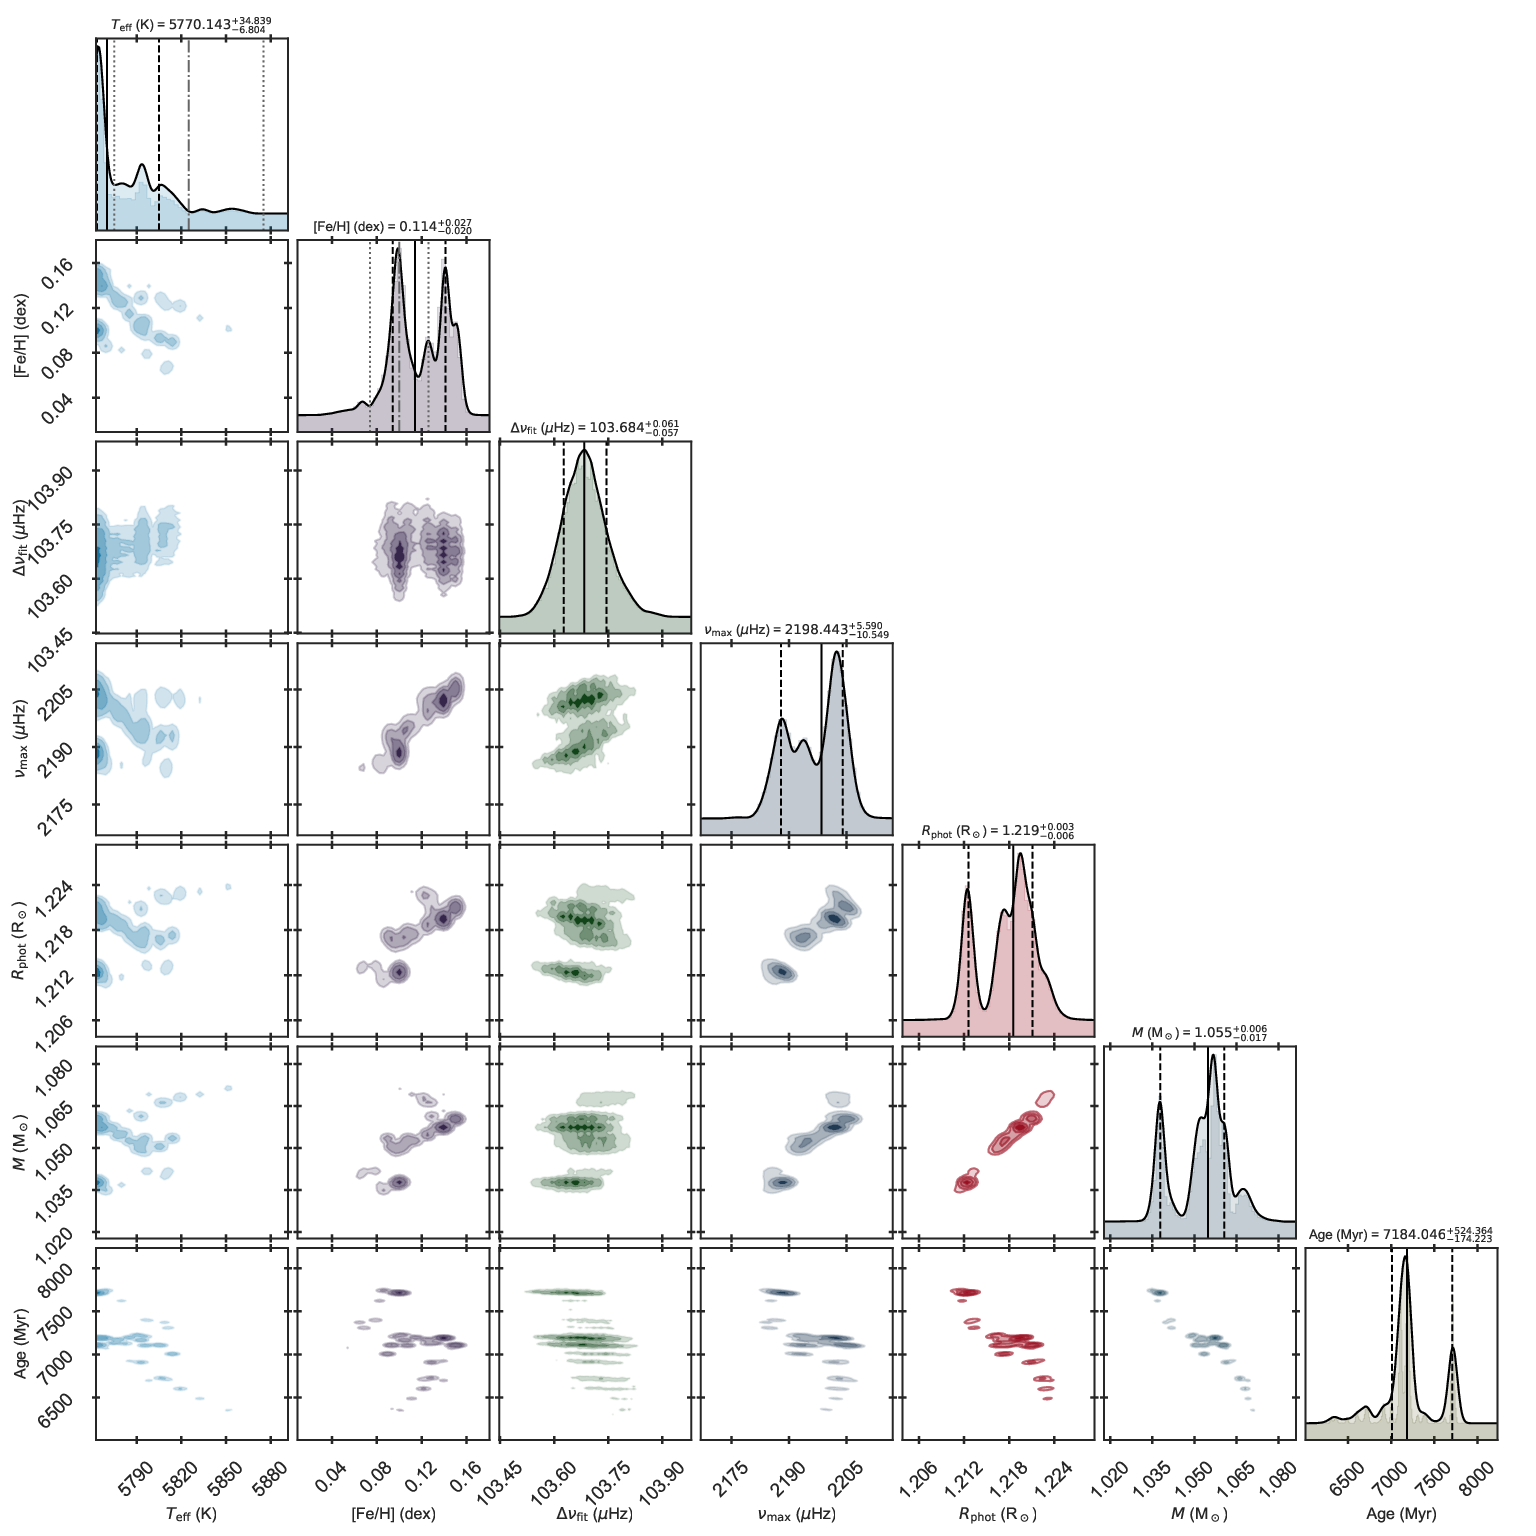 T_eff (K) = 5770.143 +34.839 −6.804
[Fe/H] (dex) = 0.114 +0.027 −0.020
0.16
0.12
0.08
0.04
[Fe/H] (dex)
Δν_fit (μHz) = 103.684 +0.061 −0.057
103.90
103.75
103.60
103.45
Δν_fit (μHz)
ν_max (μHz) = 2198.443 +5.590 −10.549
2205
2190
2175
ν_max (μHz)
R_phot (R⊙) = 1.219 +0.003 −0.006
1.224
1.218
1.212
1.206
R_phot (R⊙)
M (M⊙) = 1.055 +0.006 −0.017
1.080
1.065
1.050
1.035
1.020
M (M⊙)
Age (Myr) = 7184.046 +524.364 −174.223
8000
7500
7000
6500
Age (Myr)
5790 5820 5850 5880 0.04 0.08 0.12 0.16 103.45 103.60 103.75 103.90 2175 2190 2205 1.206 1.212 1.218 1.224 1.020 1.035 1.050 1.065 1.080 6500 7000 7500 8000
T_eff (K) [Fe/H] (dex) Δν_fit (μHz) ν_max (μHz) R_phot (R⊙) M (M⊙) Age (Myr)